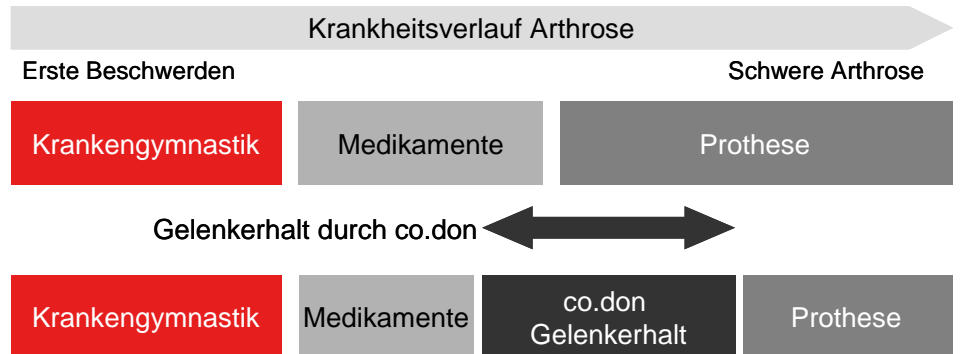 Krankheitsverlauf Arthrose
Erste Beschwerden Schwere Arthrose
Krankengymnastik Medikamente Prothese
Gelenkerhalt durch co.don
Krankengymnastik Medikamente co.don Gelenkerhalt Prothese